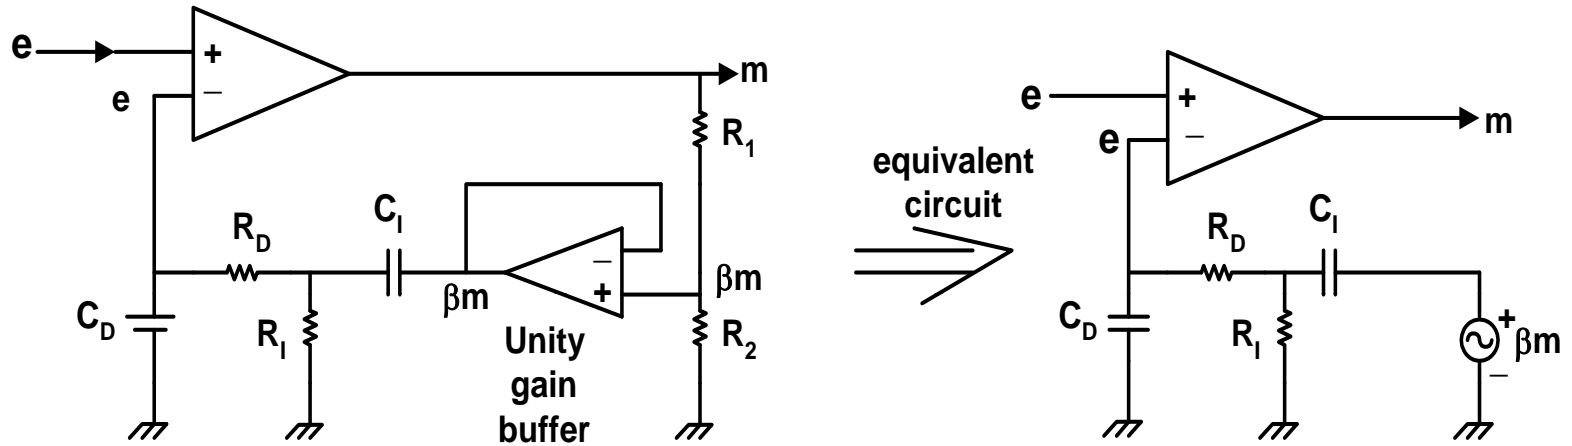 e
+
−
e
m
R1
RD
CI
βm
−
+
βm
CD
RI
R2
Unity
gain
buffer
equivalent
circuit
e
+
−
e
m
RD
CI
CD
RI
+
βm
−